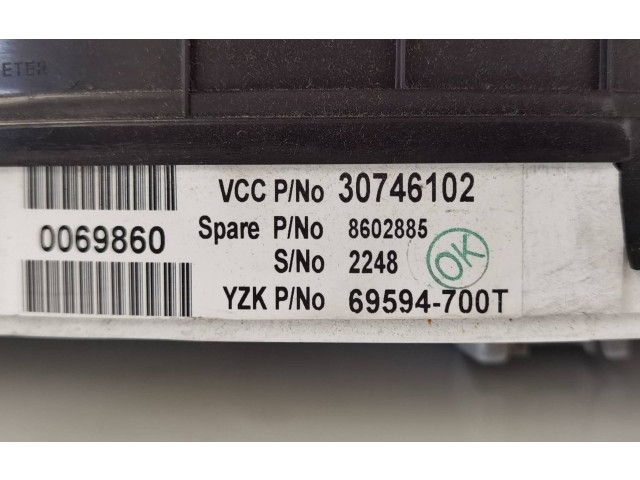 ETER
VCC P/No 30746102
0069860
Spare P/No 8602885
S/No 2248
OK
YZK P/No 69594-700T